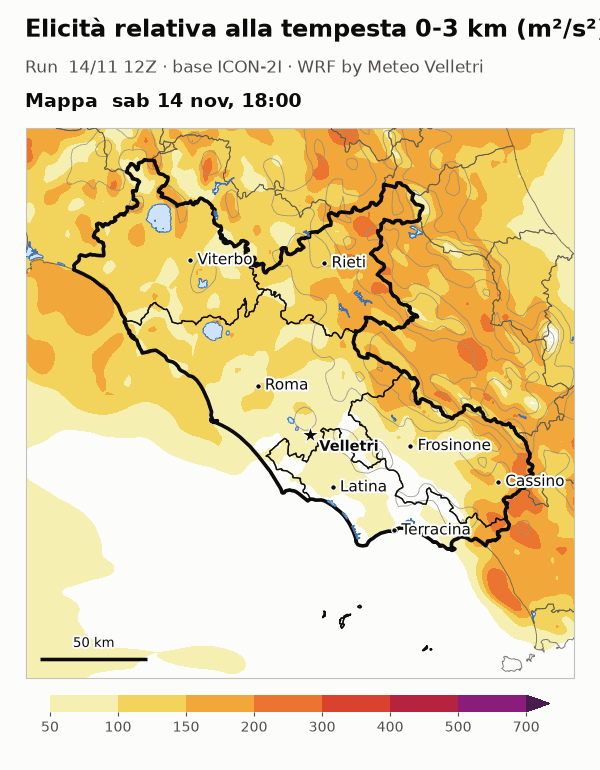 Elicità relativa alla tempesta 0-3 km (m²/s²)
Run 14/11 12Z · base ICON-2I · WRF by Meteo Velletri
Mappa sab 14 nov, 18:00
Viterbo
Rieti
Roma
Velletri
Frosinone
Cassino
Latina
Terracina
50 km
50 100 150 200 300 400 500 700